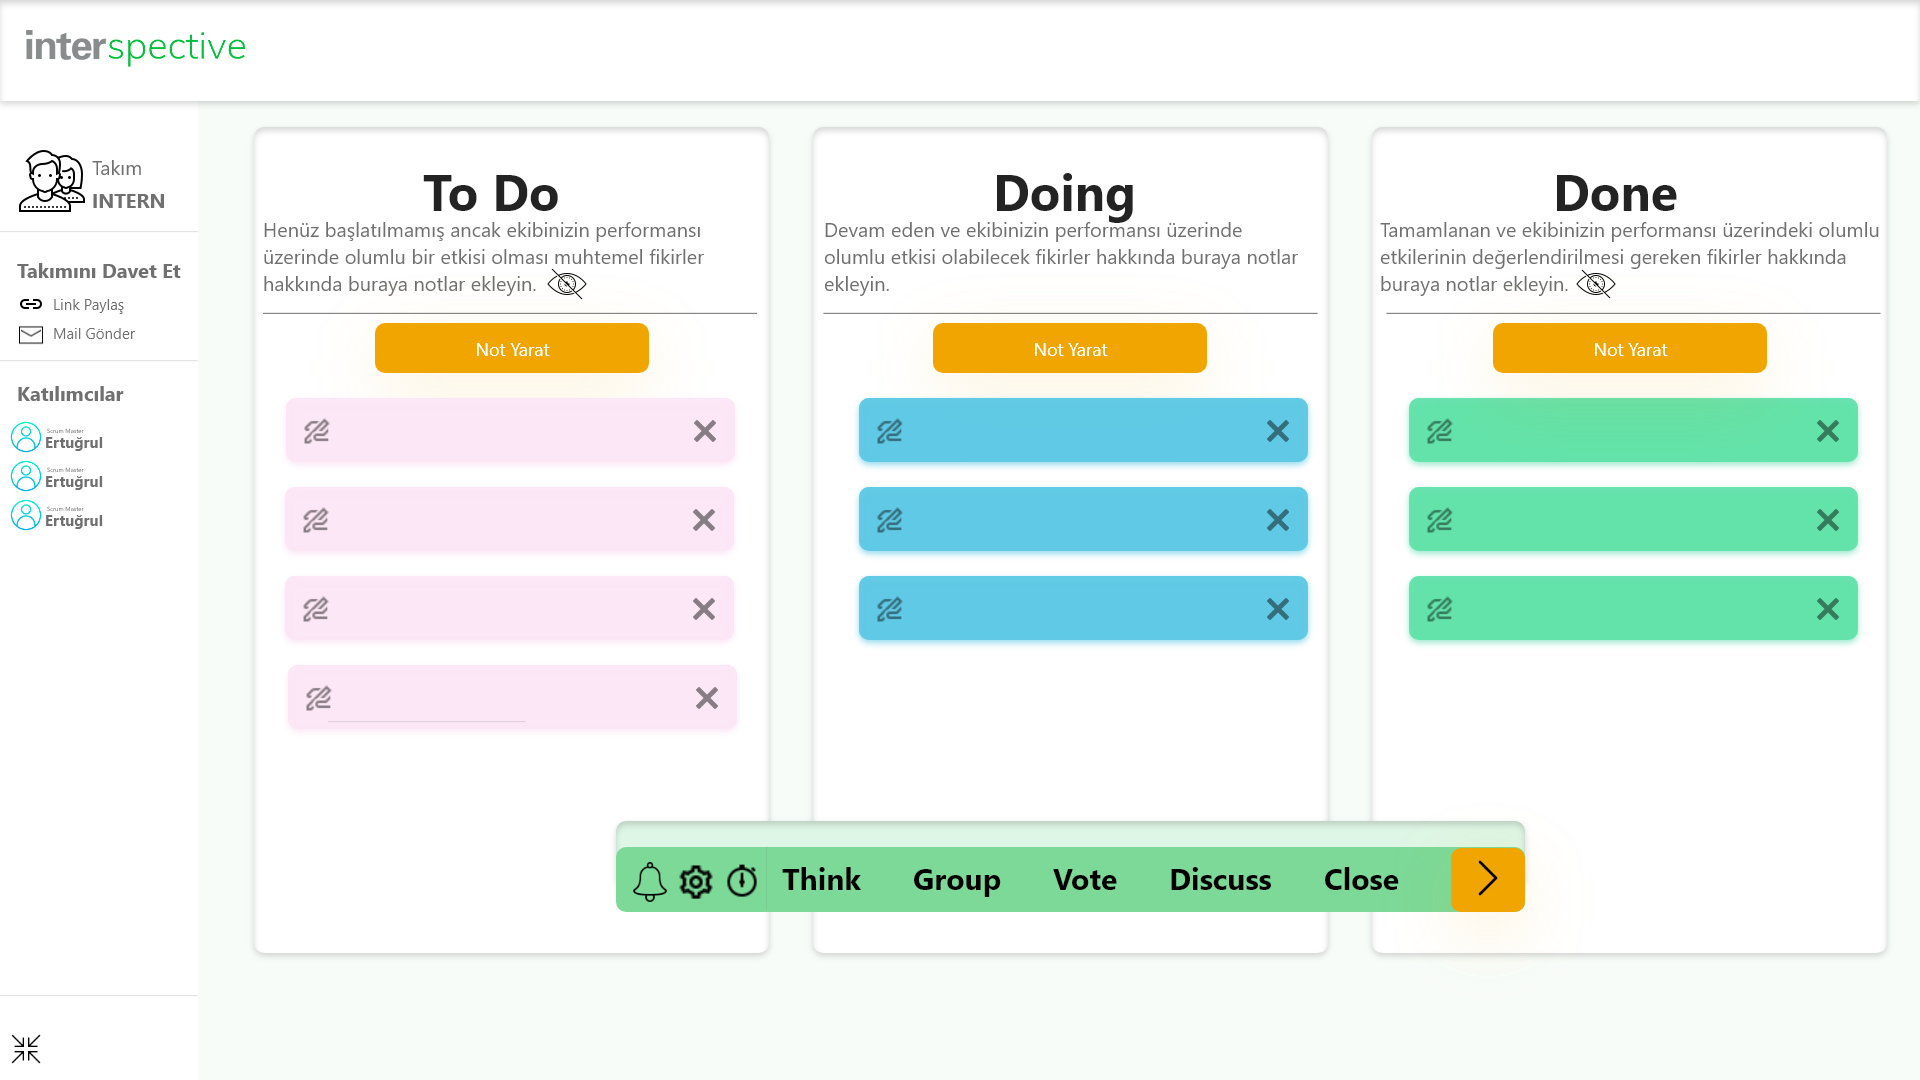 interspective
Takım
INTERN
Takımını Davet Et
Link Paylaş
Mail Gönder
Katılımcılar
Scrum Master
Ertuğrul
Scrum Master
Ertuğrul
Scrum Master
Ertuğrul
To Do
Henüz başlatılmamış ancak ekibinizin performansı
üzerinde olumlu bir etkisi olması muhtemel fikirler
hakkında buraya notlar ekleyin.
Not Yarat
Doing
Devam eden ve ekibinizin performansı üzerinde
olumlu etkisi olabilecek fikirler hakkında buraya notlar
ekleyin.
Not Yarat
Done
Tamamlanan ve ekibinizin performansı üzerindeki olumlu
etkilerinin değerlendirilmesi gereken fikirler hakkında
buraya notlar ekleyin.
Not Yarat
Think Group Vote Discuss Close